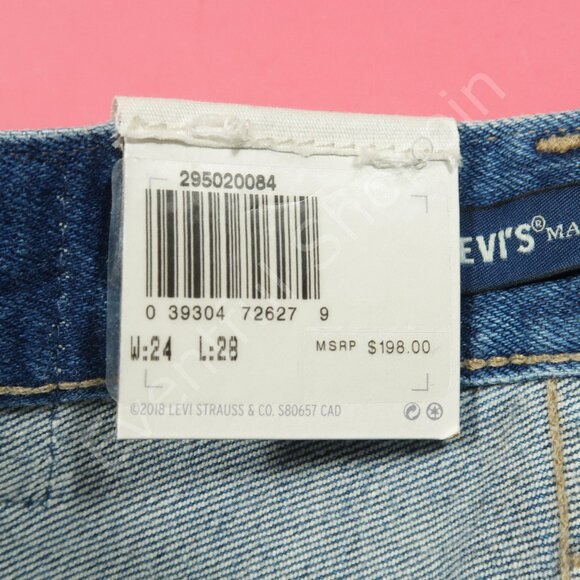 295020084
0 39304 72627 9
W:24 L:28
MSRP $198.00
©2018 LEVI STRAUSS & CO. S80657 CAD
EVI'S® MA